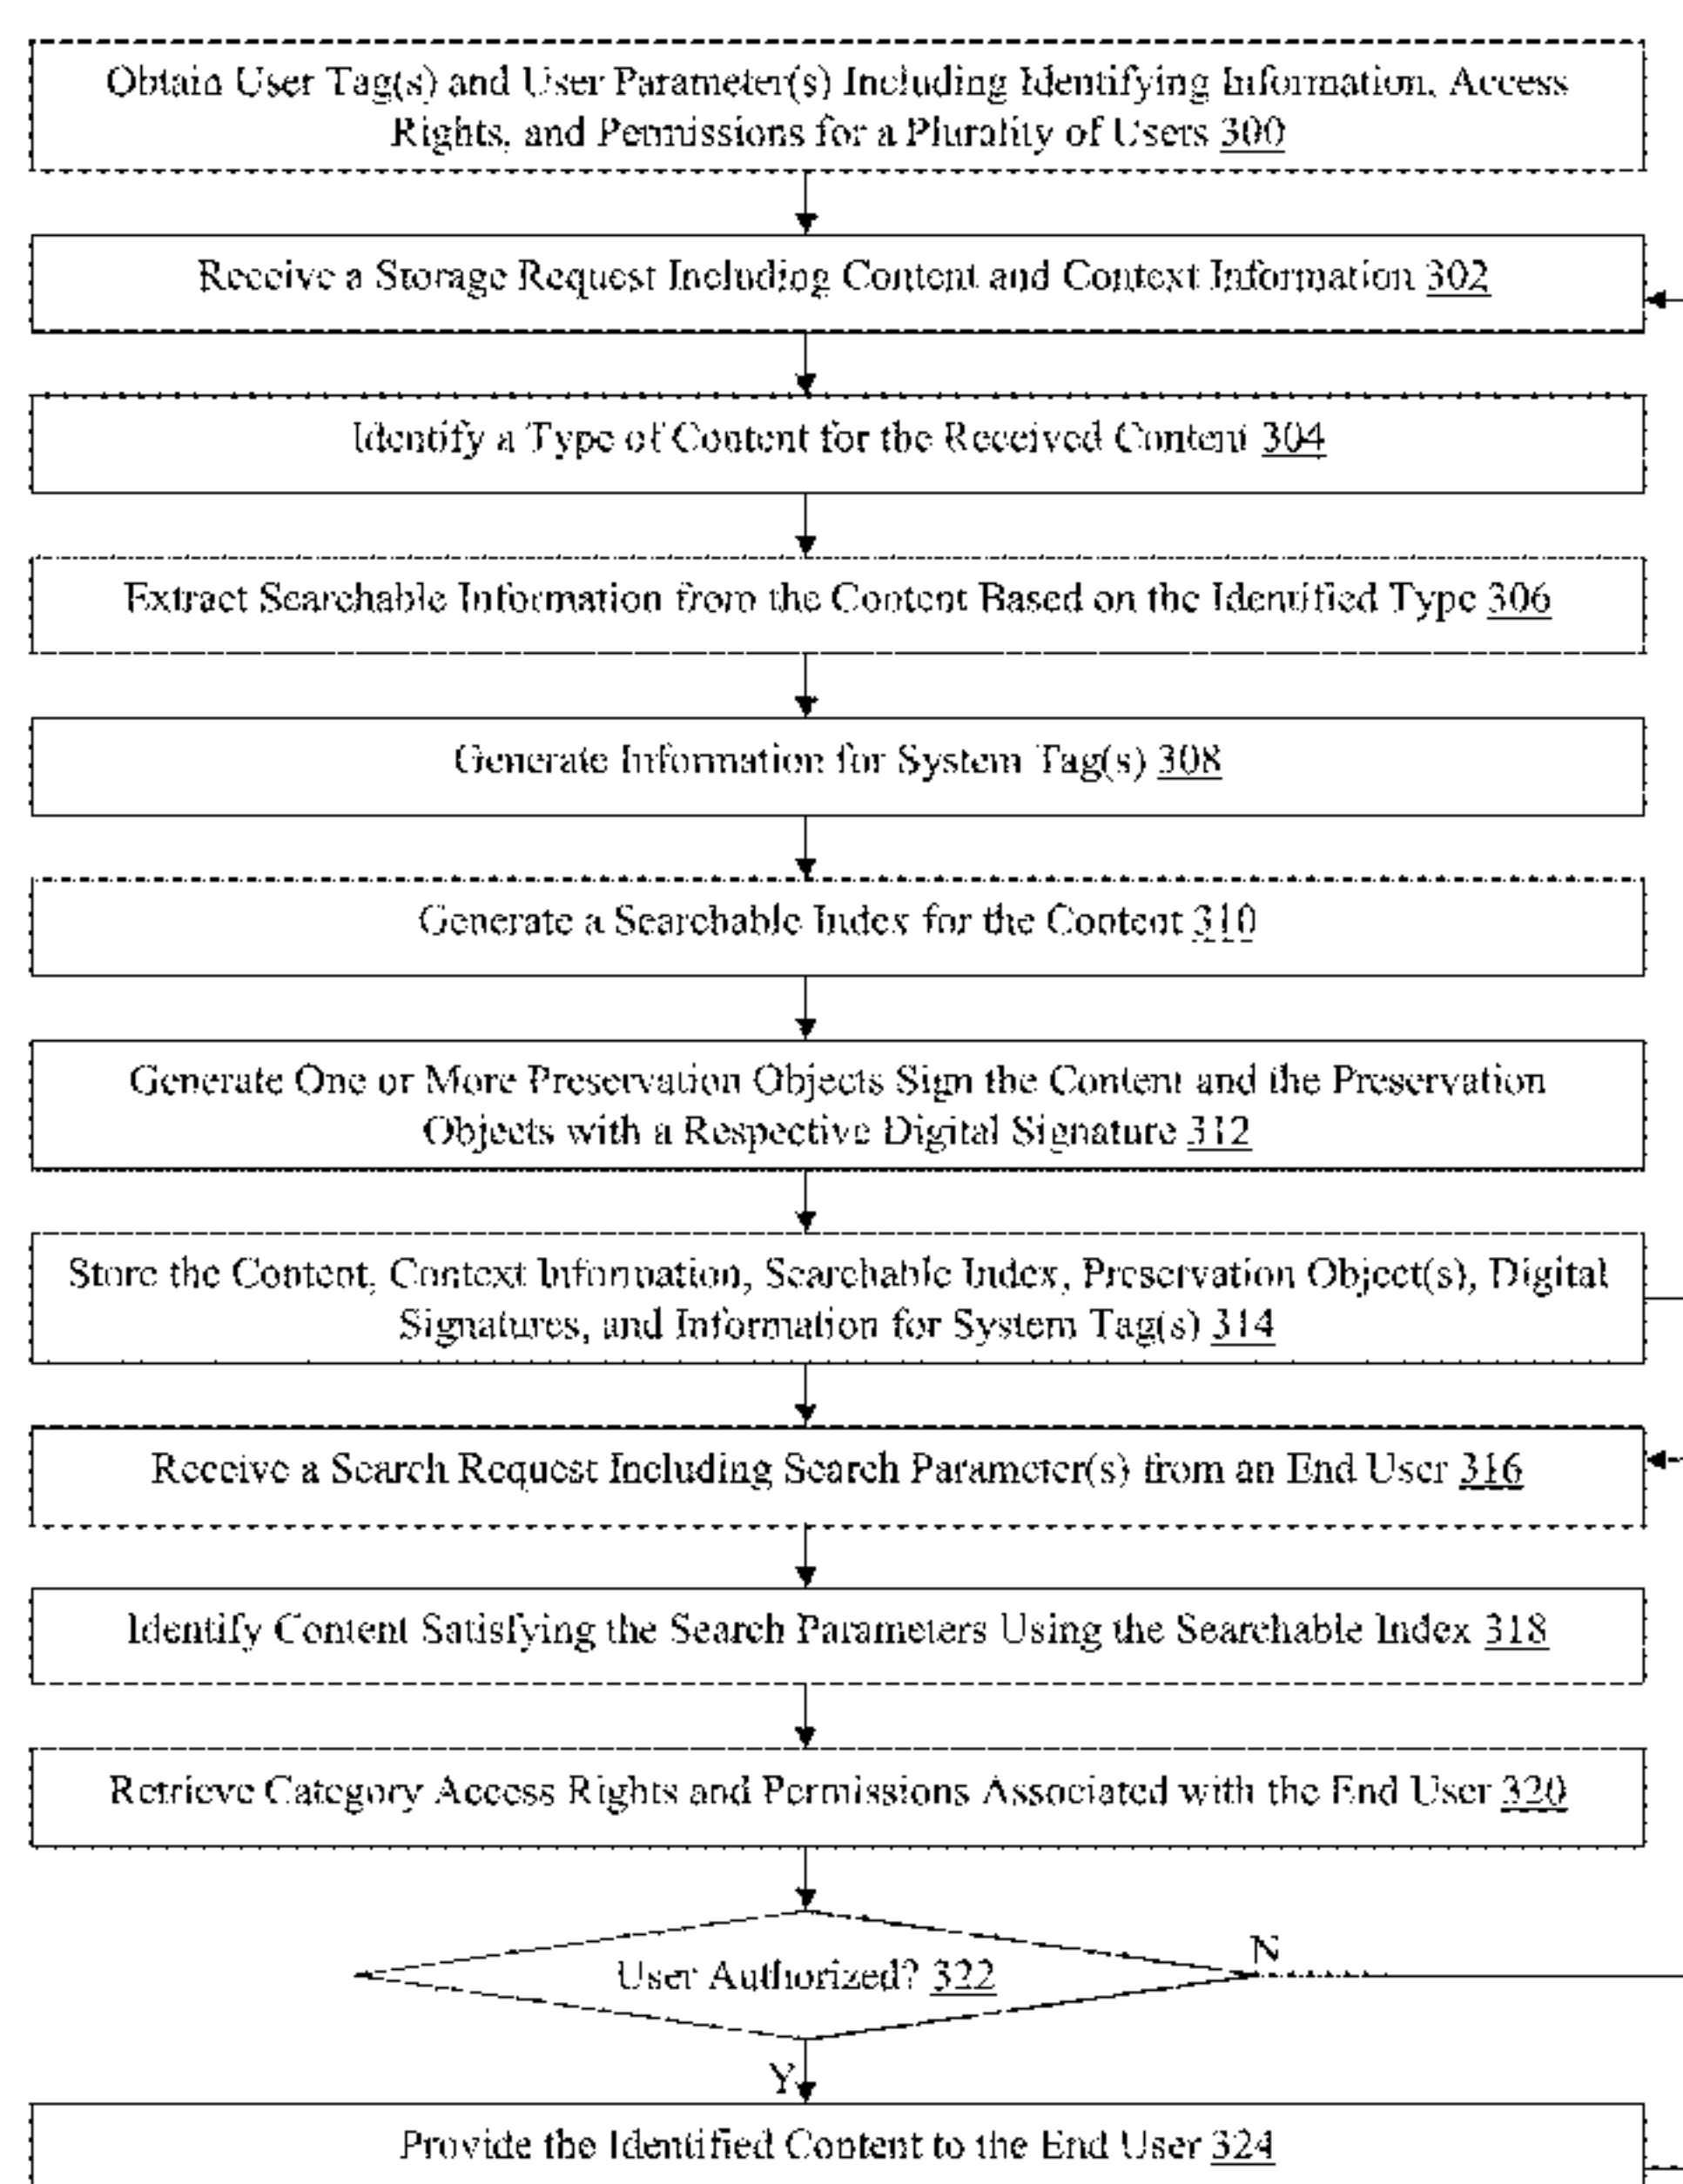 Obtain User Tag(s) and User Parameter(s) Including Identifying Information, Access
Rights, and Permissions for a Plurality of Users 300
Receive a Storage Request Including Content and Context Information 302
Identify a Type of Content for the Received Content 304
Extract Searchable Information from the Content Based on the Identified Type 306
Generate Information for System Tag(s) 308
Generate a Searchable Index for the Content 310
Generate One or More Preservation Objects Sign the Content and the Preservation
Objects with a Respective Digital Signature 312
Store the Content, Context Information, Searchable Index, Preservation Object(s), Digital
Signatures, and Information for System Tag(s) 314
Receive a Search Request Including Search Parameter(s) from an End User 316
Identify Content Satisfying the Search Parameters Using the Searchable Index 318
Retrieve Category Access Rights and Permissions Associated with the End User 320
User Authorized? 322
N
Y
Provide the Identified Content to the End User 324